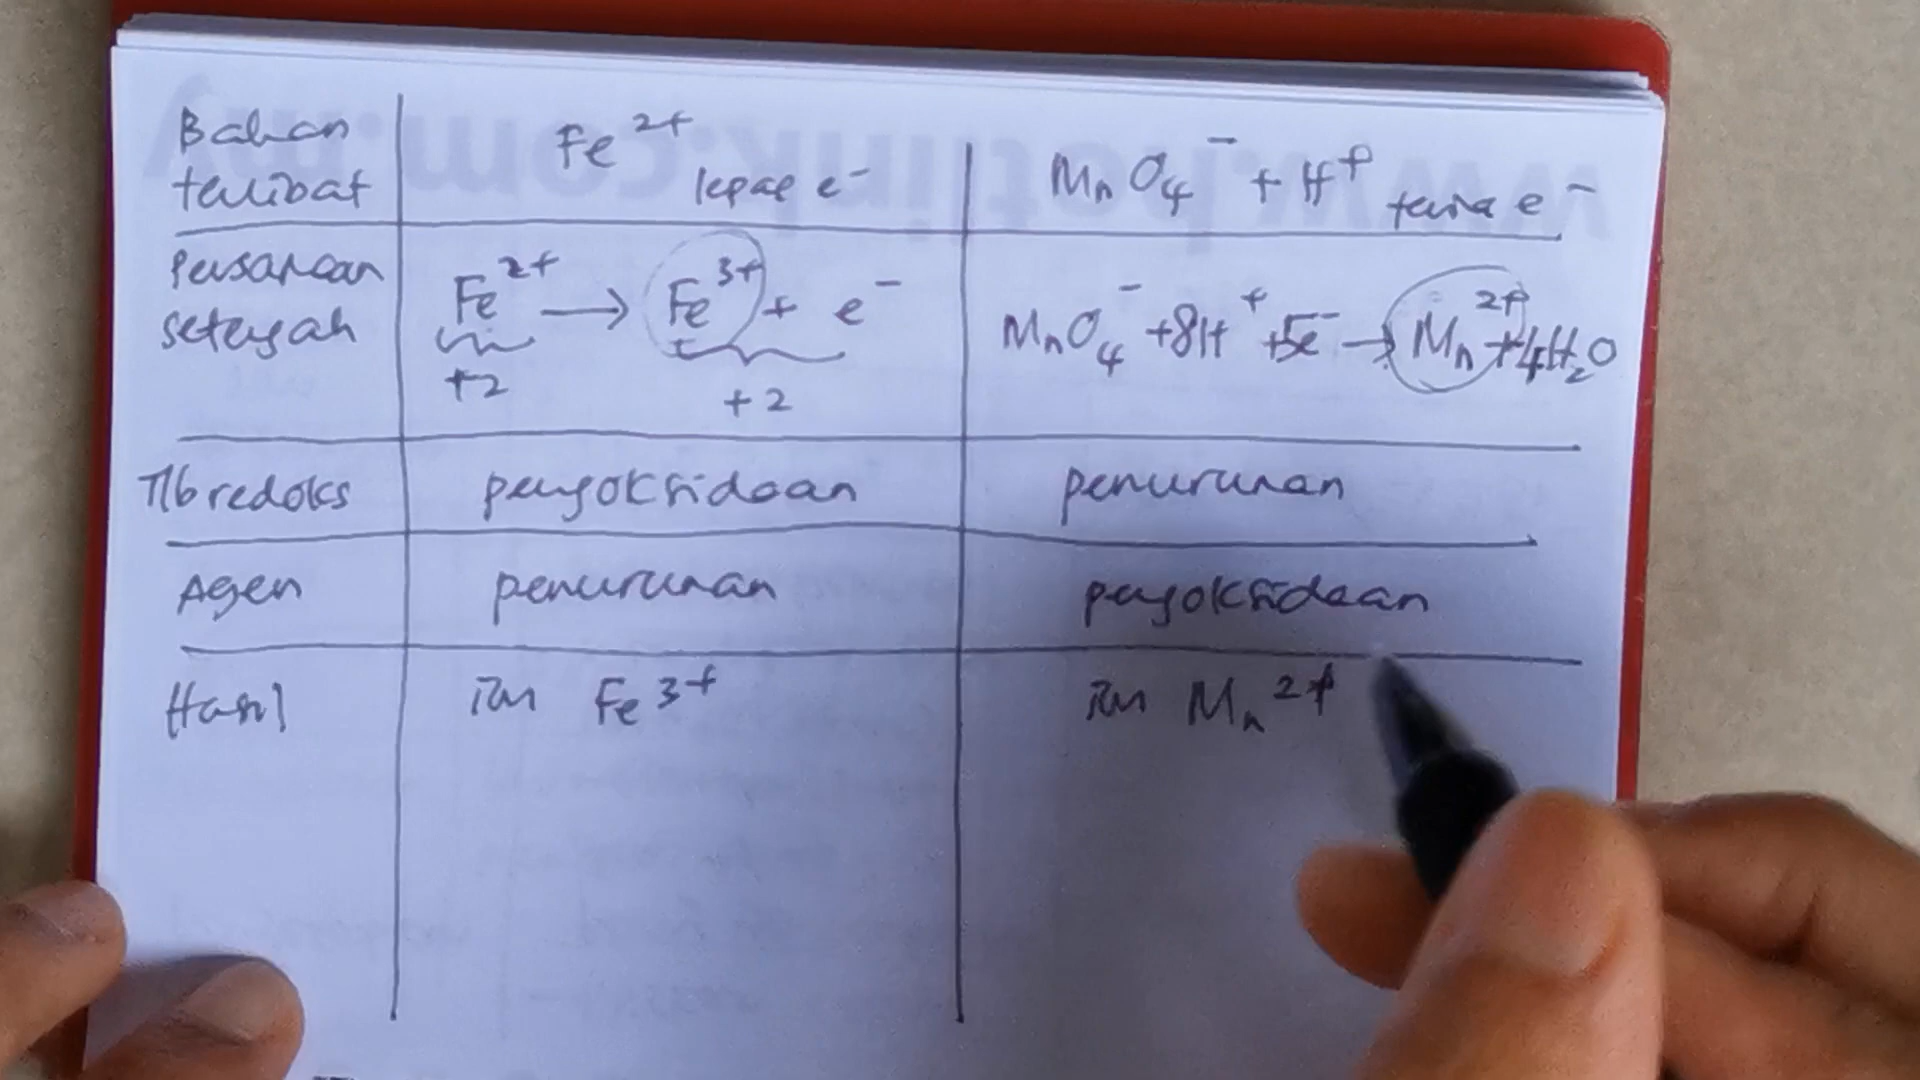 Bahan
terlibat
Fe²⁺
lepas e⁻
MnO₄⁻ + H⁺
terima e⁻
Persamaan
setengah
Fe²⁺ → Fe³⁺ + e⁻
+2
+2
MnO₄⁻ + 8H⁺ + 5e⁻ → Mn²⁺ + 4H₂O
T/b redoks
pengoksidaan
penurunan
Agen
penurunan
pengoksidaan
Hasil
ion Fe³⁺
ion Mn²⁺